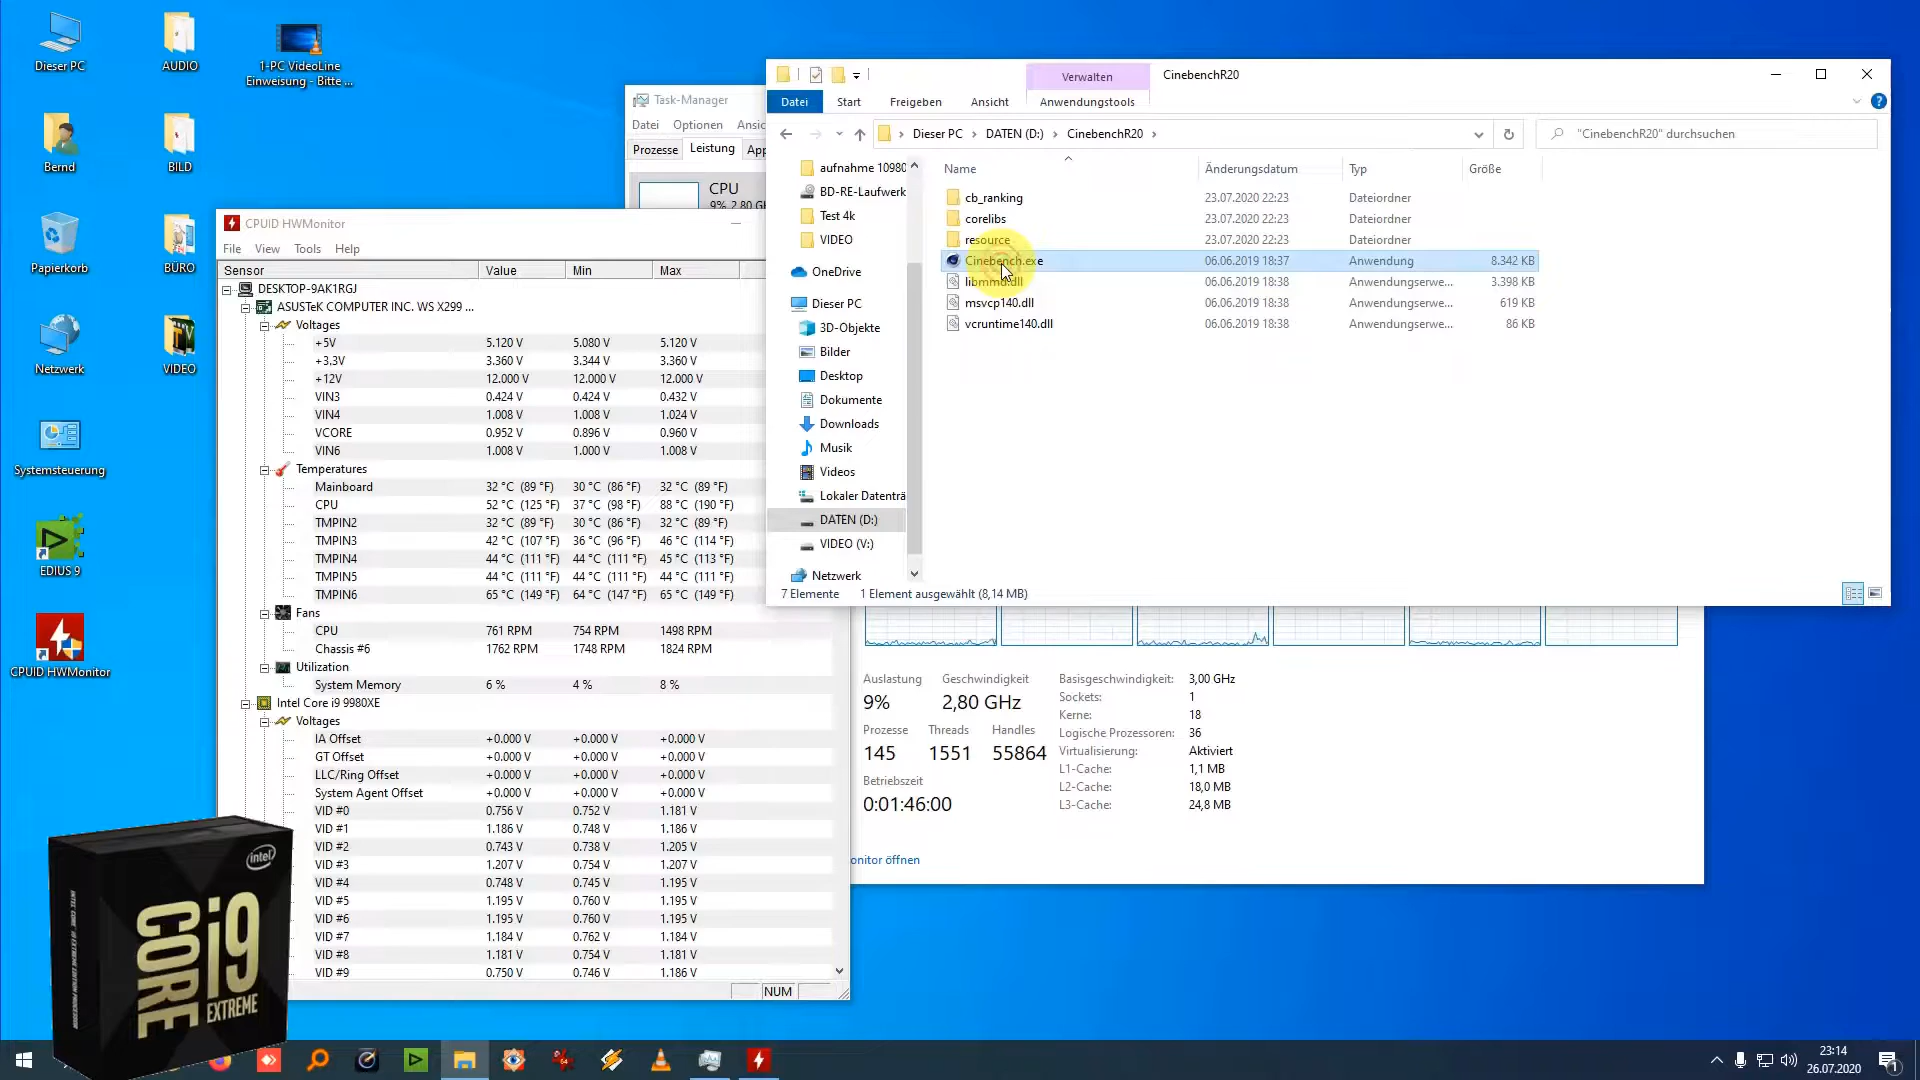 Dieser PC
AUDIO
1-PC VideoLine
Einweisung - Bitte ...
Bernd
BILD
Papierkorb
BÜRO
Netzwerk
VIDEO
Systemsteuerung
EDIUS 9
CPUID HWMonitor
Task-Manager
Datei Optionen Ansic
Prozesse Leistung App
CPU
9% 2,80 GH
CPUID HWMonitor
File View Tools Help
Sensor Value Min Max
DESKTOP-9AK1RGJ
ASUSTeK COMPUTER INC. WS X299 ...
Voltages
+5V 5.120 V 5.080 V 5.120 V
+3.3V 3.360 V 3.344 V 3.360 V
+12V 12.000 V 12.000 V 12.000 V
VIN3 0.424 V 0.424 V 0.432 V
VIN4 1.008 V 1.008 V 1.024 V
VCORE 0.952 V 0.896 V 0.960 V
VIN6 1.008 V 1.000 V 1.008 V
Temperatures
Mainboard 32 °C (89 °F) 30 °C (86 °F) 32 °C (89 °F)
CPU 52 °C (125 °F) 37 °C (98 °F) 88 °C (190 °F)
TMPIN2 32 °C (89 °F) 30 °C (86 °F) 32 °C (89 °F)
TMPIN3 42 °C (107 °F) 36 °C (96 °F) 46 °C (114 °F)
TMPIN4 44 °C (111 °F) 44 °C (111 °F) 45 °C (113 °F)
TMPIN5 44 °C (111 °F) 44 °C (111 °F) 44 °C (111 °F)
TMPIN6 65 °C (149 °F) 64 °C (147 °F) 65 °C (149 °F)
Fans
CPU 761 RPM 754 RPM 1498 RPM
Chassis #6 1762 RPM 1748 RPM 1824 RPM
Utilization
System Memory 6 % 4 % 8 %
Intel Core i9 9980XE
Voltages
IA Offset +0.000 V +0.000 V +0.000 V
GT Offset +0.000 V +0.000 V +0.000 V
LLC/Ring Offset +0.000 V +0.000 V +0.000 V
System Agent Offset +0.000 V +0.000 V +0.000 V
VID #0 0.756 V 0.752 V 1.181 V
VID #1 1.186 V 0.748 V 1.186 V
VID #2 0.743 V 0.738 V 1.205 V
VID #3 1.207 V 0.754 V 1.207 V
VID #4 0.748 V 0.745 V 1.195 V
VID #5 1.195 V 0.760 V 1.195 V
VID #6 1.195 V 0.760 V 1.195 V
VID #7 1.184 V 0.762 V 1.184 V
VID #8 1.181 V 0.754 V 1.181 V
VID #9 0.750 V 0.746 V 1.186 V
NUM
Verwalten CinebenchR20
Datei Start Freigeben Ansicht Anwendungstools
Dieser PC DATEN (D:) CinebenchR20
"CinebenchR20" durchsuchen
aufnahme 10980
BD-RE-Laufwerk
Test 4k
VIDEO
OneDrive
Dieser PC
3D-Objekte
Bilder
Desktop
Dokumente
Downloads
Musik
Videos
Lokaler Datenträ
DATEN (D:)
VIDEO (V:)
Netzwerk
Name Änderungsdatum Typ Größe
cb_ranking 23.07.2020 22:23 Dateiordner
corelibs 23.07.2020 22:23 Dateiordner
resource 23.07.2020 22:23 Dateiordner
Cinebench.exe 06.06.2019 18:37 Anwendung 8.342 KB
libmmd.dll 06.06.2019 18:38 Anwendungserwe... 3.398 KB
msvcp140.dll 06.06.2019 18:38 Anwendungserwe... 619 KB
vcruntime140.dll 06.06.2019 18:38 Anwendungserwe... 86 KB
7 Elemente 1 Element ausgewählt (8,14 MB)
Auslastung Geschwindigkeit
9% 2,80 GHz
Prozesse Threads Handles
145 1551 55864
Betriebszeit
0:01:46:00
Basisgeschwindigkeit: 3,00 GHz
Sockets: 1
Kerne: 18
Logische Prozessoren: 36
Virtualisierung: Aktiviert
L1-Cache: 1,1 MB
L2-Cache: 18,0 MB
L3-Cache: 24,8 MB
onitor öffnen
intel
CORE i9
EXTREME
23:14
26.07.2020
1